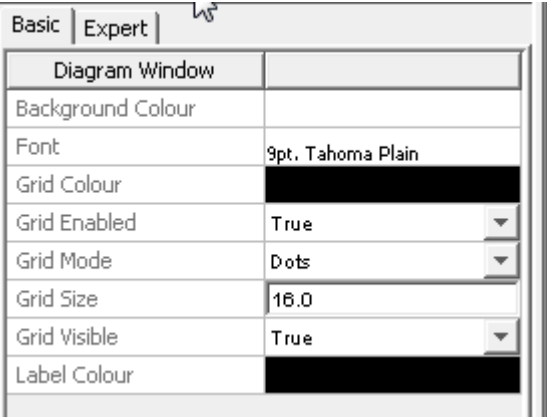 Basic Expert
Diagram Window
Background Colour
Font 9pt. Tahoma Plain
Grid Colour
Grid Enabled True
Grid Mode Dots
Grid Size 16.0
Grid Visible True
Label Colour